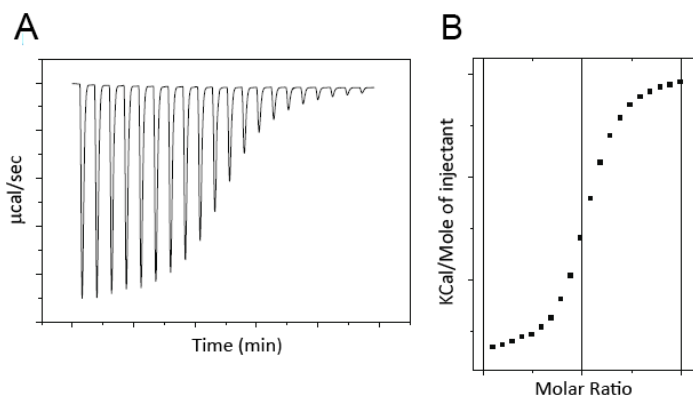 A
B
μcal/sec
Time (min)
KCal/Mole of injectant
Molar Ratio